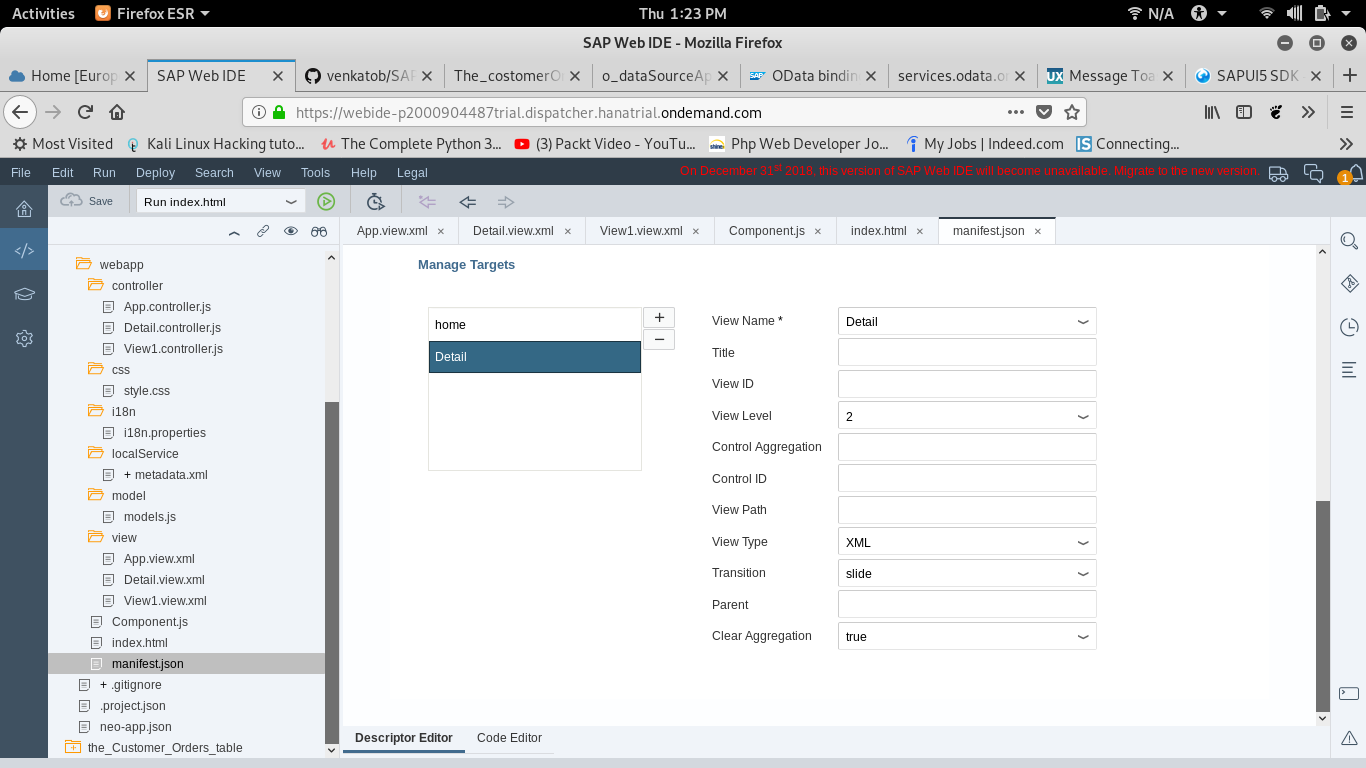 Activities Firefox ESR Thu 1:23 PM N/A
SAP Web IDE - Mozilla Firefox
Home [Europ SAP Web IDE venkatob/SAP The_costomerO o_dataSourceAp OData bindin services.odata.o Message Toa SAPUI5 SDK
https://webide-p2000904487trial.dispatcher.hanatrial.ondemand.com
Most Visited Kali Linux Hacking tuto... The Complete Python 3... (3) Packt Video - YouTu... Php Web Developer Jo... My Jobs | Indeed.com Connecting...
File Edit Run Deploy Search View Tools Help Legal On December 31st 2018, this version of SAP Web IDE will become unavailable. Migrate to the new version. 1
Save Run index.html
App.view.xml × Detail.view.xml × View1.view.xml × Component.js × index.html × manifest.json ×
webapp
controller
App.controller.js
Detail.controller.js
View1.controller.js
css
style.css
i18n
i18n.properties
localService
+ metadata.xml
model
models.js
view
App.view.xml
Detail.view.xml
View1.view.xml
Component.js
index.html
manifest.json
+ .gitignore
.project.json
neo-app.json
the_Customer_Orders_table
Manage Targets
home
Detail
+
−
View Name * Detail
Title
View ID
View Level 2
Control Aggregation
Control ID
View Path
View Type XML
Transition slide
Parent
Clear Aggregation true
Descriptor Editor Code Editor